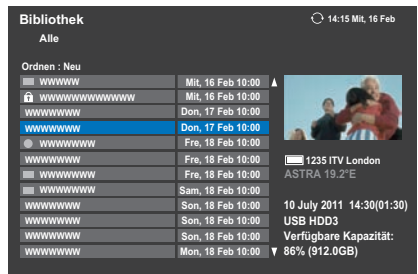 Bibliothek
14:15 Mit, 16 Feb
Alle
Ordnen : Neu
wwwww Mit, 16 Feb 10:00
wwwwwwwwwwwww Mit, 16 Feb 10:00
wwwwwww Don, 17 Feb 10:00
wwwwwww Don, 17 Feb 10:00
wwwwwww Fre, 18 Feb 10:00
wwwwwww Fre, 18 Feb 10:00
wwwwwww Fre, 18 Feb 10:00
wwwwwww Sam, 18 Feb 10:00
wwwwwww Son, 18 Feb 10:00
wwwwwww Son, 18 Feb 10:00
wwwwwww Son, 18 Feb 10:00
wwwwwww Mon, 18 Feb 10:00
1235 ITV London
ASTRA 19.2°E
10 July 2011 14:30(01:30)
USB HDD3
Verfügbare Kapazität:
86% (912.0GB)